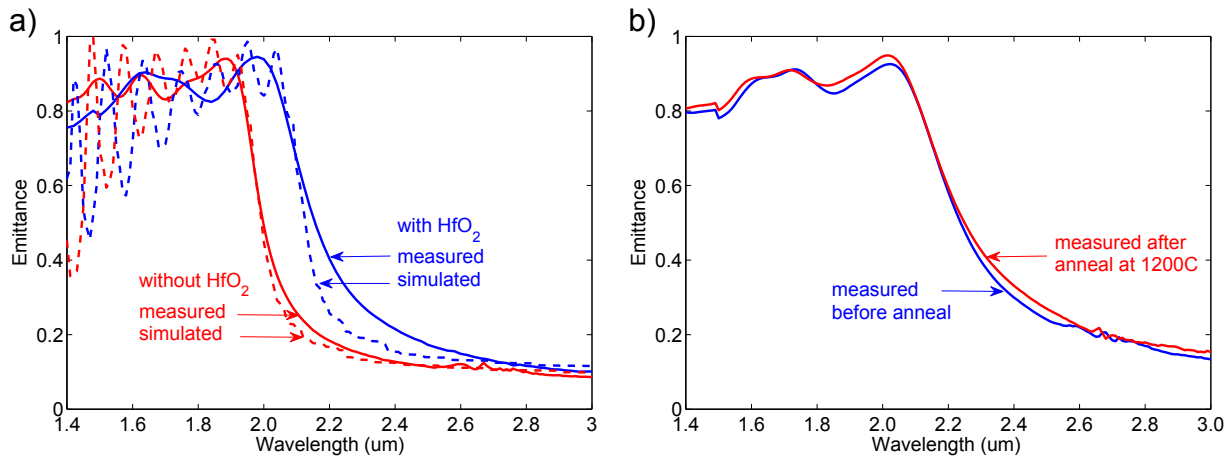 a)
1
0.8
0.6
0.4
0.2
0
Emittance
with HfO2
measured
simulated
without HfO2
measured
simulated
1.4 1.6 1.8 2.0 2.2 2.4 2.6 2.8 3
Wavelength (um)
b)
1
0.8
0.6
0.4
0.2
0
Emittance
measured after
anneal at 1200C
measured
before anneal
1.4 1.6 1.8 2.0 2.2 2.4 2.6 2.8 3.0
Wavelength (um)